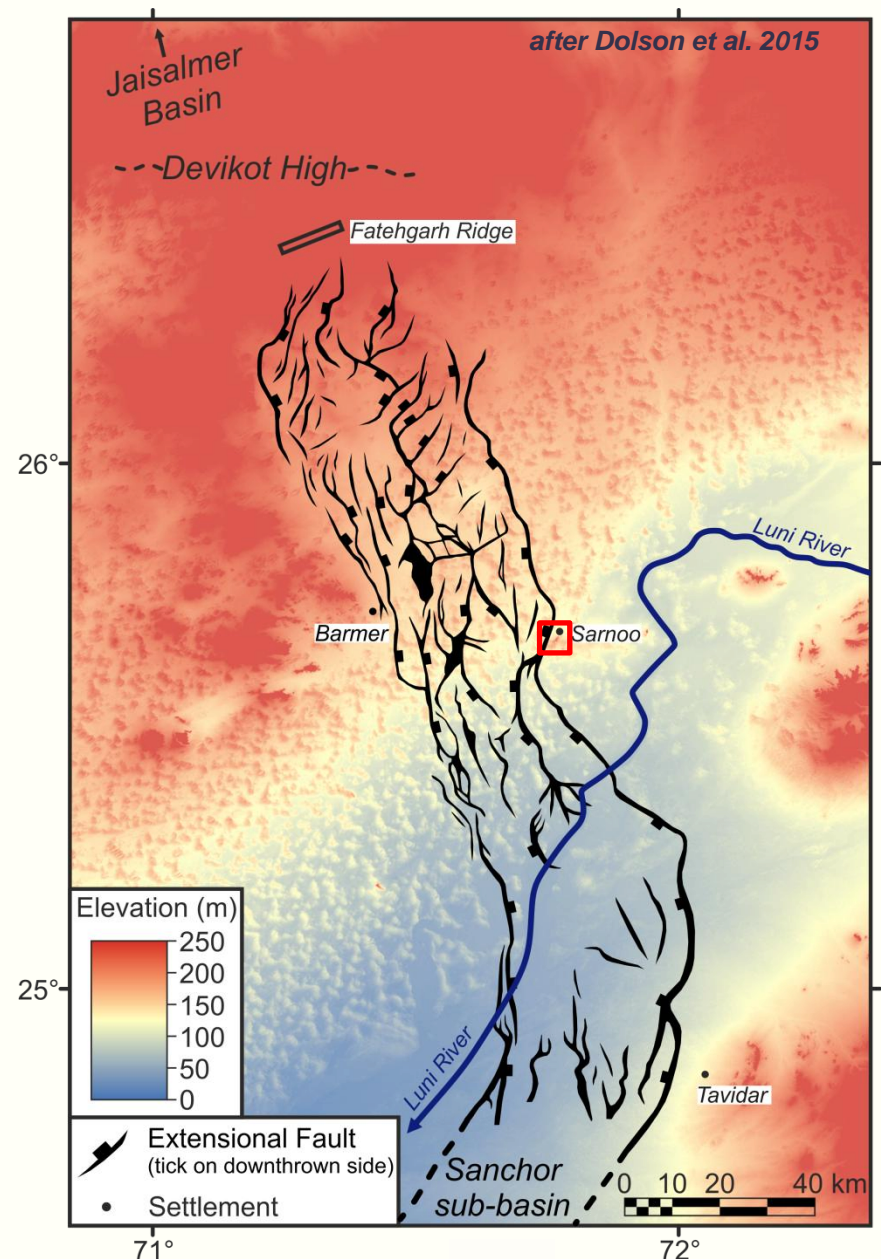 after Dolson et al. 2015
Jaisalmer
Basin
Devikot High
Fatehgarh Ridge
26°
Luni River
Barmer
Sarnoo
Elevation (m)
250
200
150
100
50
0
25°
Luni River
Tavidar
Extensional Fault
(tick on downthrown side)
Settlement
Sanchor
sub-basin
0 10 20 40 km
71°
72°